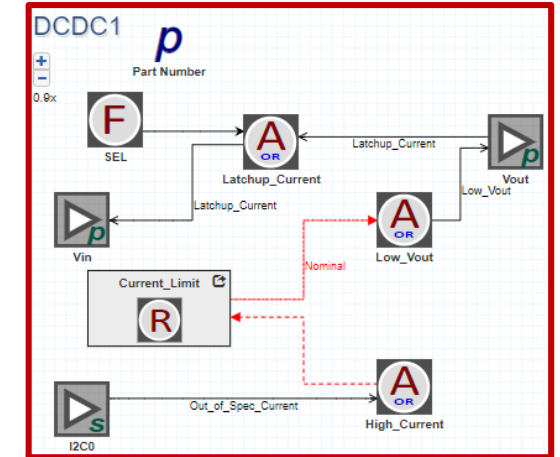 DCDC1
p
Part Number
+
−
0.9x
F
SEL
A
OR
Latchup_Current
Latchup_Current
p
Vout
Low_Vout
Latchup_Current
p
Vin
A
OR
Low_Vout
Nominal
Current_Limit
R
A
OR
High_Current
Out_of_Spec_Current
s
I2C0